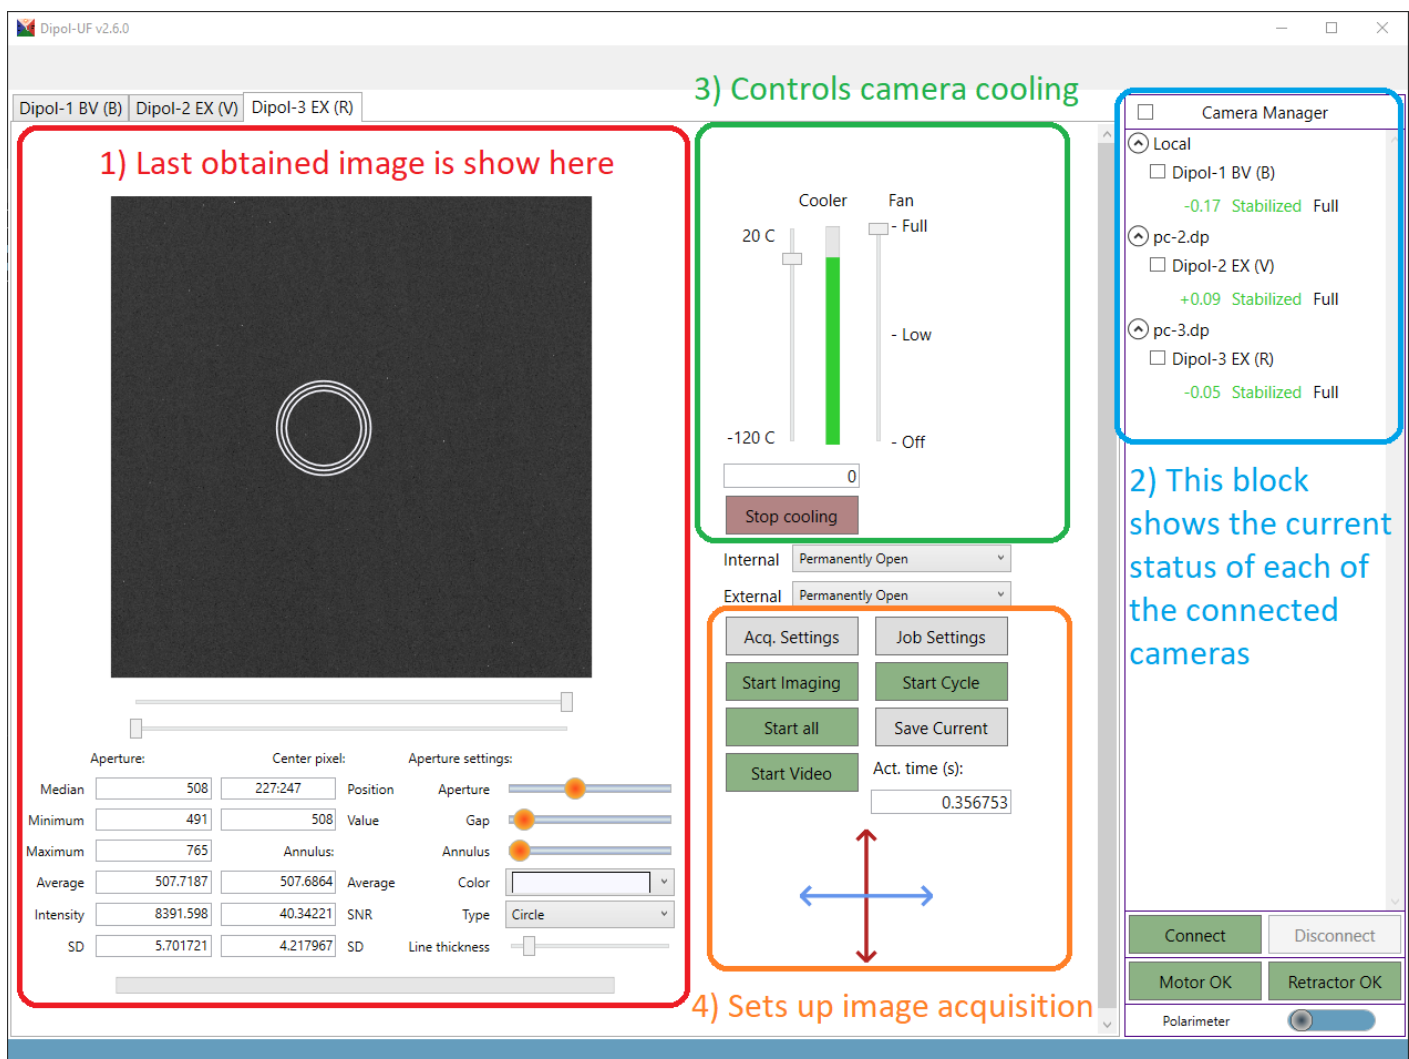 Dipol-UF v2.6.0
Dipol-1 BV (B)
Dipol-2 EX (V)
Dipol-3 EX (R)
1) Last obtained image is show here
Aperture:
Center pixel:
Aperture settings:
Median
508
227:247
Position
Aperture
Minimum
491
508
Value
Gap
Maximum
765
Annulus:
Annulus
Average
507.7187
507.6864
Average
Color
Intensity
8391.598
40.34221
SNR
Type
Circle
SD
5.701721
4.217967
SD
Line thickness
3) Controls camera cooling
Cooler
Fan
20 C
- Full
- Low
-120 C
- Off
0
Stop cooling
Internal
Permanently Open
External
Permanently Open
Acq. Settings
Job Settings
Start Imaging
Start Cycle
Start all
Save Current
Start Video
Act. time (s):
0.356753
4) Sets up image acquisition
Camera Manager
Local
Dipol-1 BV (B)
-0.17 Stabilized Full
pc-2.dp
Dipol-2 EX (V)
+0.09 Stabilized Full
pc-3.dp
Dipol-3 EX (R)
-0.05 Stabilized Full
2) This block
shows the current
status of each of
the connected
cameras
Connect
Disconnect
Motor OK
Retractor OK
Polarimeter